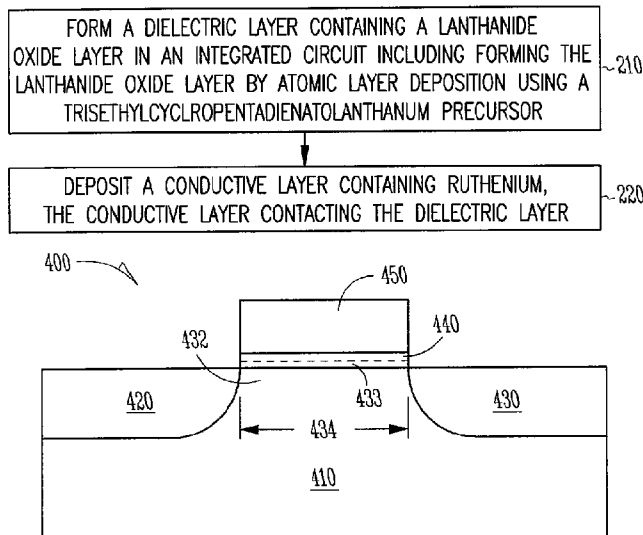 FORM A DIELECTRIC LAYER CONTAINING A LANTHANIDE
OXIDE LAYER IN AN INTEGRATED CIRCUIT INCLUDING FORMING THE
LANTHANIDE OXIDE LAYER BY ATOMIC LAYER DEPOSITION USING A
TRISETHYLCYCLROPENTADIENATOLANTHANUM PRECURSOR
210
DEPOSIT A CONDUCTIVE LAYER CONTAINING RUTHENIUM,
THE CONDUCTIVE LAYER CONTACTING THE DIELECTRIC LAYER
220
400
450
440
432
433
420
430
434
410